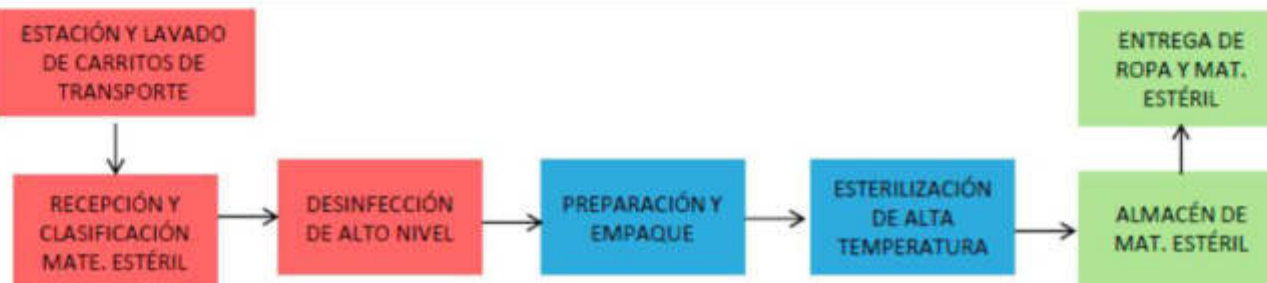 ESTACIÓN Y LAVADO
DE CARRITOS DE
TRANSPORTE
RECEPCIÓN Y
CLASIFICACIÓN
MATE. ESTÉRIL
DESINFECCIÓN
DE ALTO NIVEL
PREPARACIÓN Y
EMPAQUE
ESTERILIZACIÓN
DE ALTA
TEMPERATURA
ALMACÉN DE
MAT. ESTÉRIL
ENTREGA DE
ROPA Y MAT.
ESTÉRIL